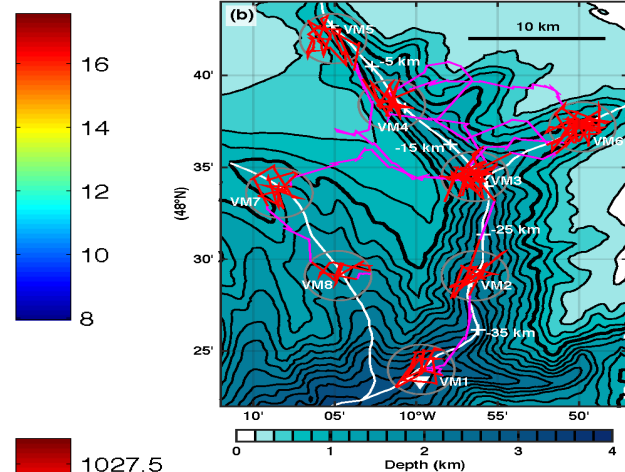 16
14
12
10
8
1027.5
(b)
10 km
VM5
-5 km
VM4
-15 km
VM6
VM3
VM7
-25 km
VM8
VM2
-35 km
VM1
40'
35'
(48°N)
30'
25'
10' 05' 10°W 55' 50'
0 1 2 3 4
Depth (km)